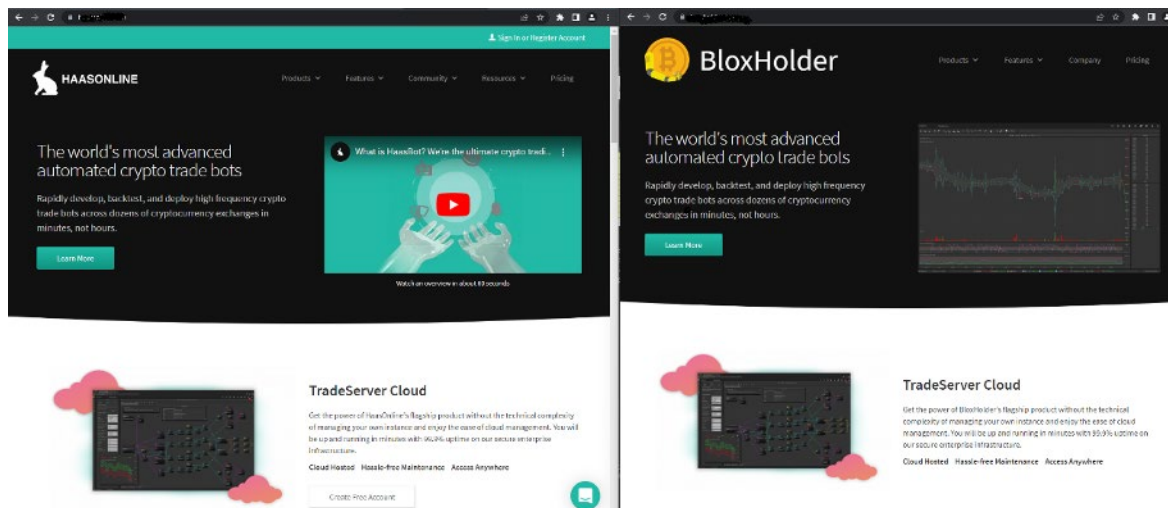 Sign In or Register Account
HAASONLINE
Products
Features
Community
Resources
Pricing
The world's most advanced
automated crypto trade bots
Rapidly develop, backtest, and deploy high frequency crypto
trade bots across dozens of cryptocurrency exchanges in
minutes, not hours.
Learn More
What is HaasBot? We're the ultimate crypto tradi...
Watch an overview in about 60 seconds
TradeServer Cloud
Get the power of HaasOnline's flagship product without the technical complexity
of managing your own instance and enjoy the ease of cloud management. You will
be up and running in minutes with 99.9% uptime on our secure enterprise
infrastructure.
Cloud Hosted Hassle-free Maintenance Access Anywhere
Create Free Account
BloxHolder
Products
Features
Company
Pricing
The world's most advanced
automated crypto trade bots
Rapidly develop, backtest, and deploy high frequency
crypto trade bots across dozens of cryptocurrency
exchanges in minutes, not hours.
Learn More
TradeServer Cloud
Get the power of BloxHolder's flagship product without the technical
complexity of managing your own instance and enjoy the ease of cloud
management. You will be up and running in minutes with 99.9% uptime on
our secure enterprise infrastructure.
Cloud Hosted Hassle-free Maintenance Access Anywhere